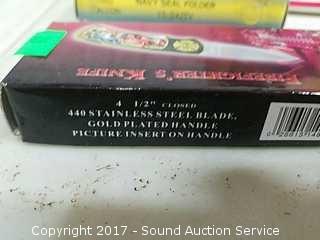 NAVY SEAL FOLDER
FIREFIGHTER'S KNIFE
4 1/2" CLOSED
440 STAINLESS STEEL BLADE,
GOLD PLATED HANDLE
PICTURE INSERT ON HANDLE
Copyright 2017 - Sound Auction Service